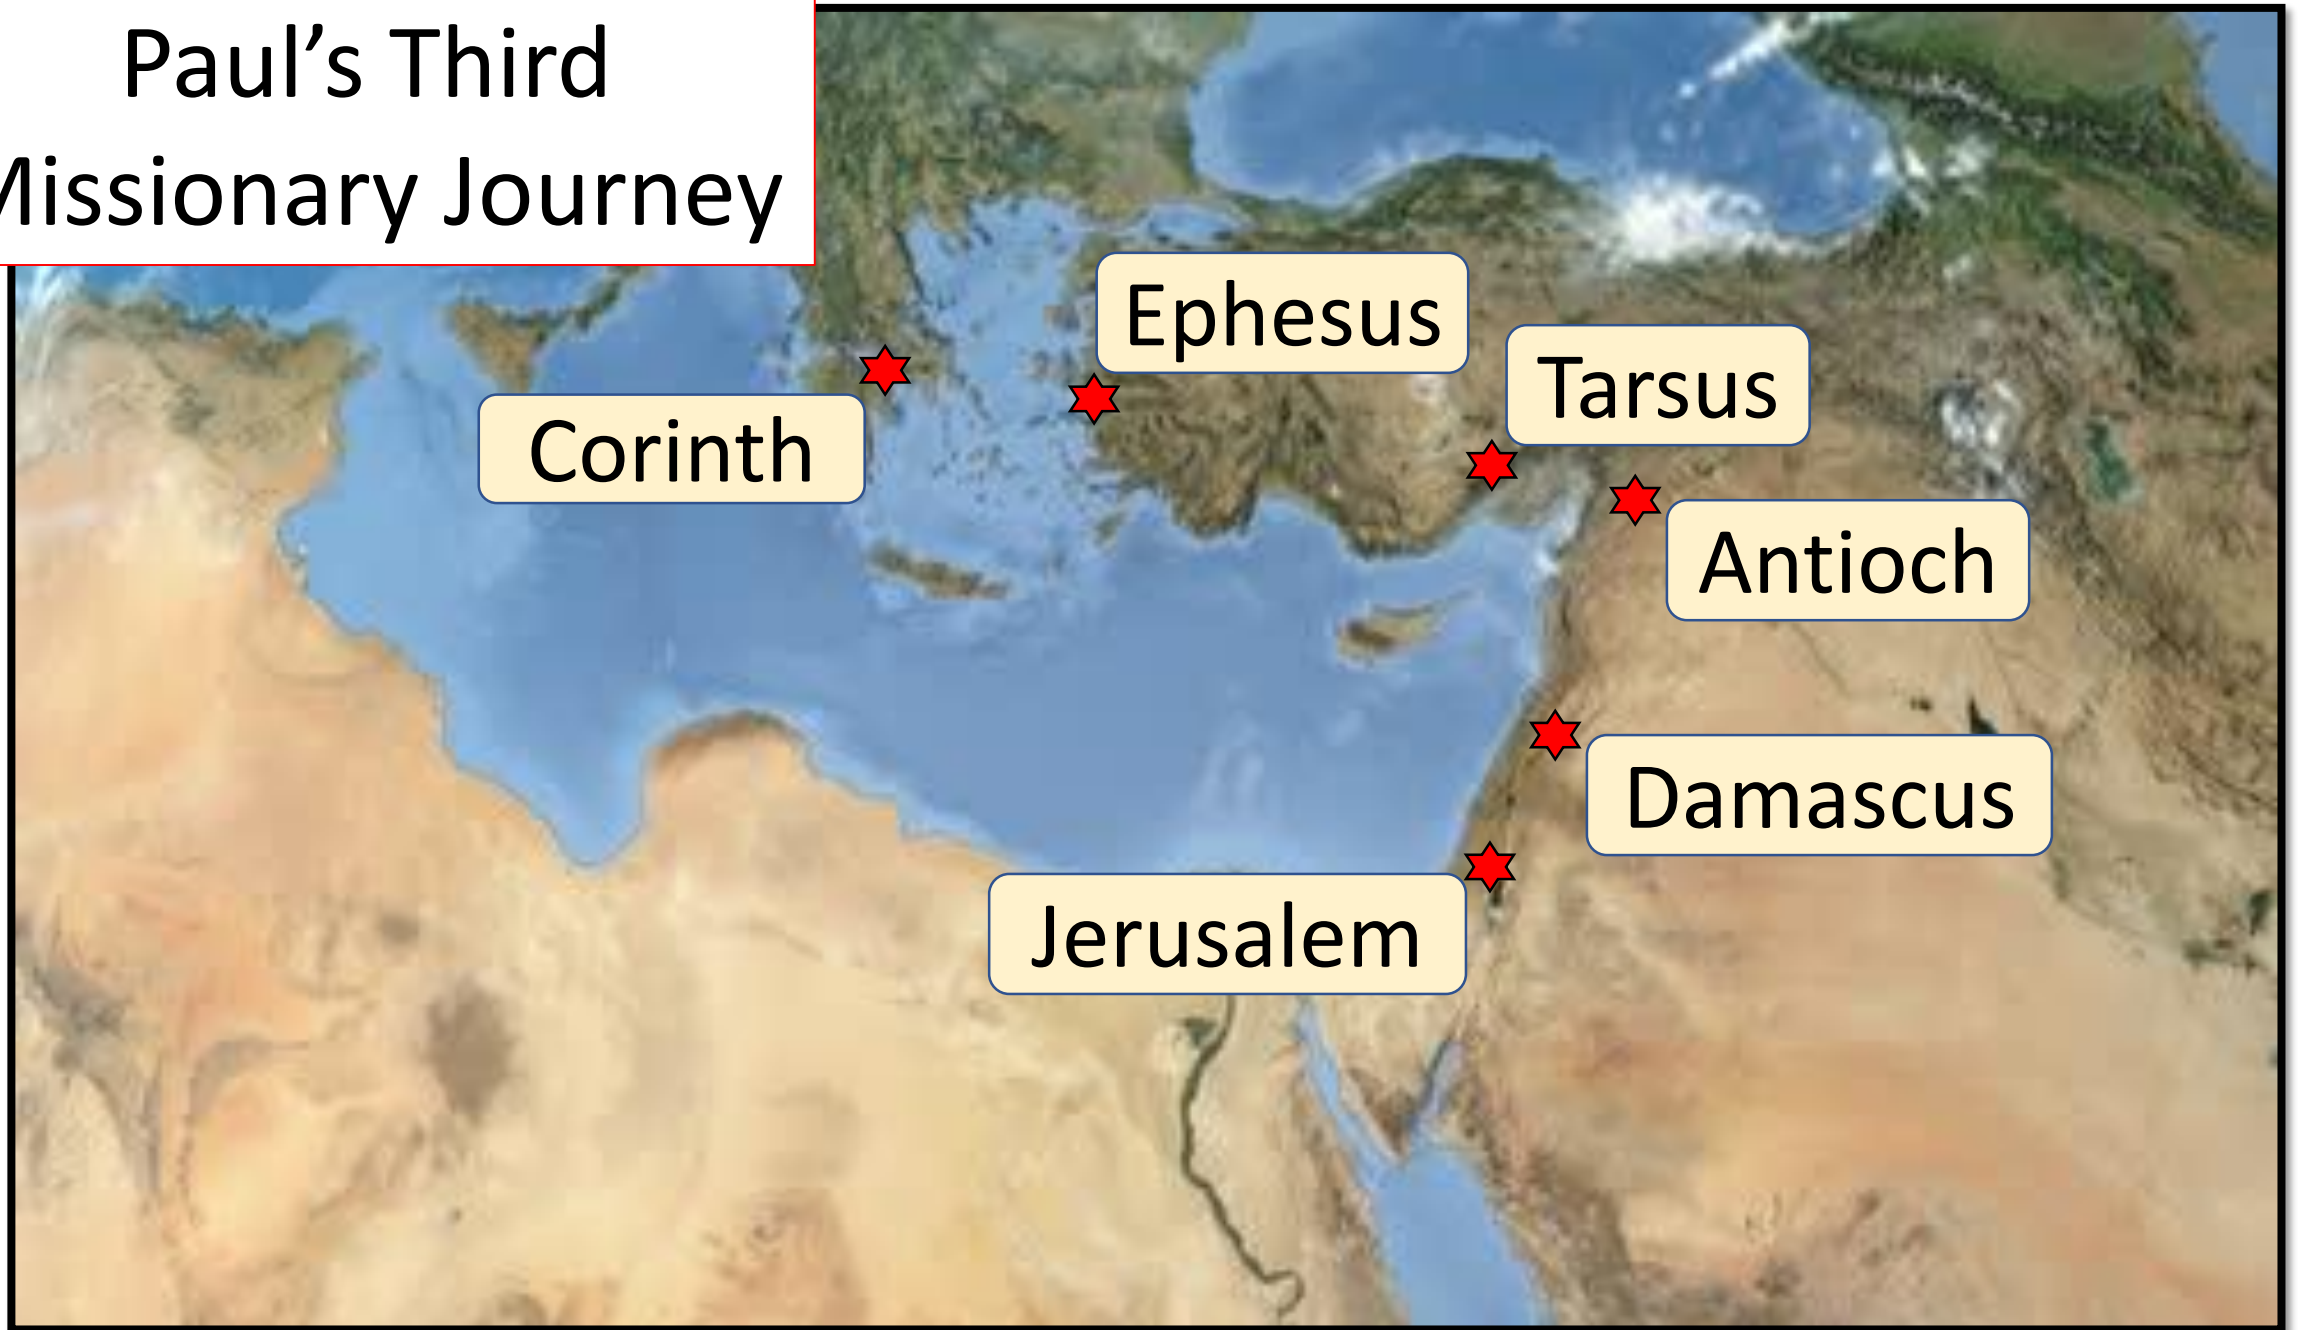 Paul’s Third
Missionary Journey
Ephesus
Tarsus
Corinth
Antioch
Damascus
Jerusalem